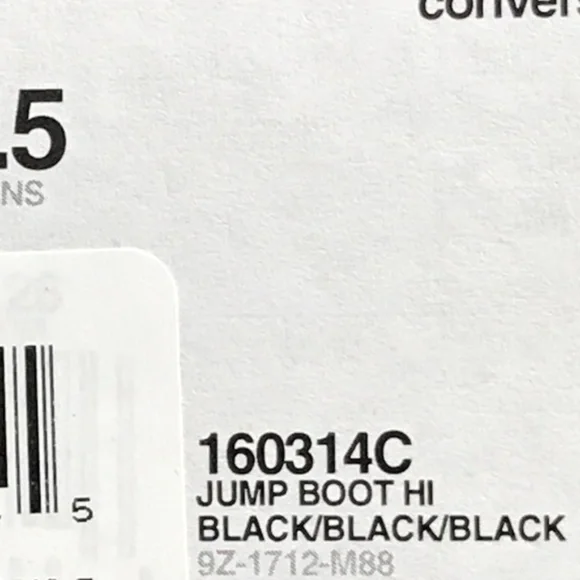 .5
160314C
JUMP BOOT HI
BLACK/BLACK/BLACK
9Z-1712-M88
5